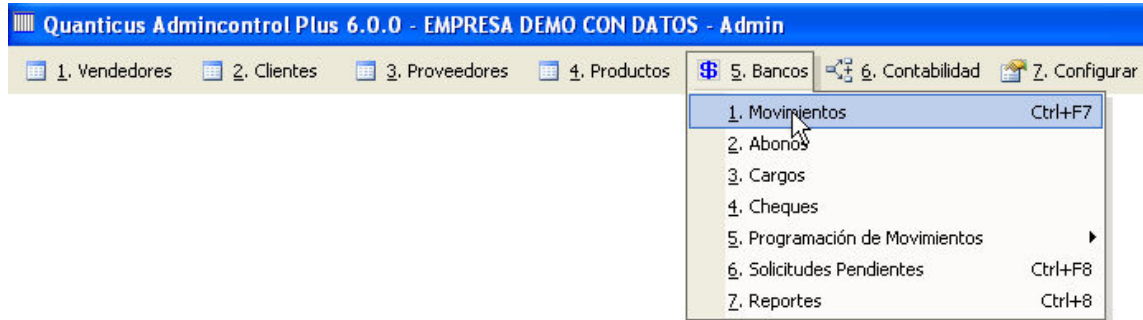 Quanticus Admincontrol Plus 6.0.0 - EMPRESA DEMO CON DATOS - Admin
1. Vendedores 2. Clientes 3. Proveedores 4. Productos 5. Bancos 6. Contabilidad 7. Configurar
1. Movimientos Ctrl+F7
2. Abonos
3. Cargos
4. Cheques
5. Programación de Movimientos
6. Solicitudes Pendientes Ctrl+F8
7. Reportes Ctrl+8